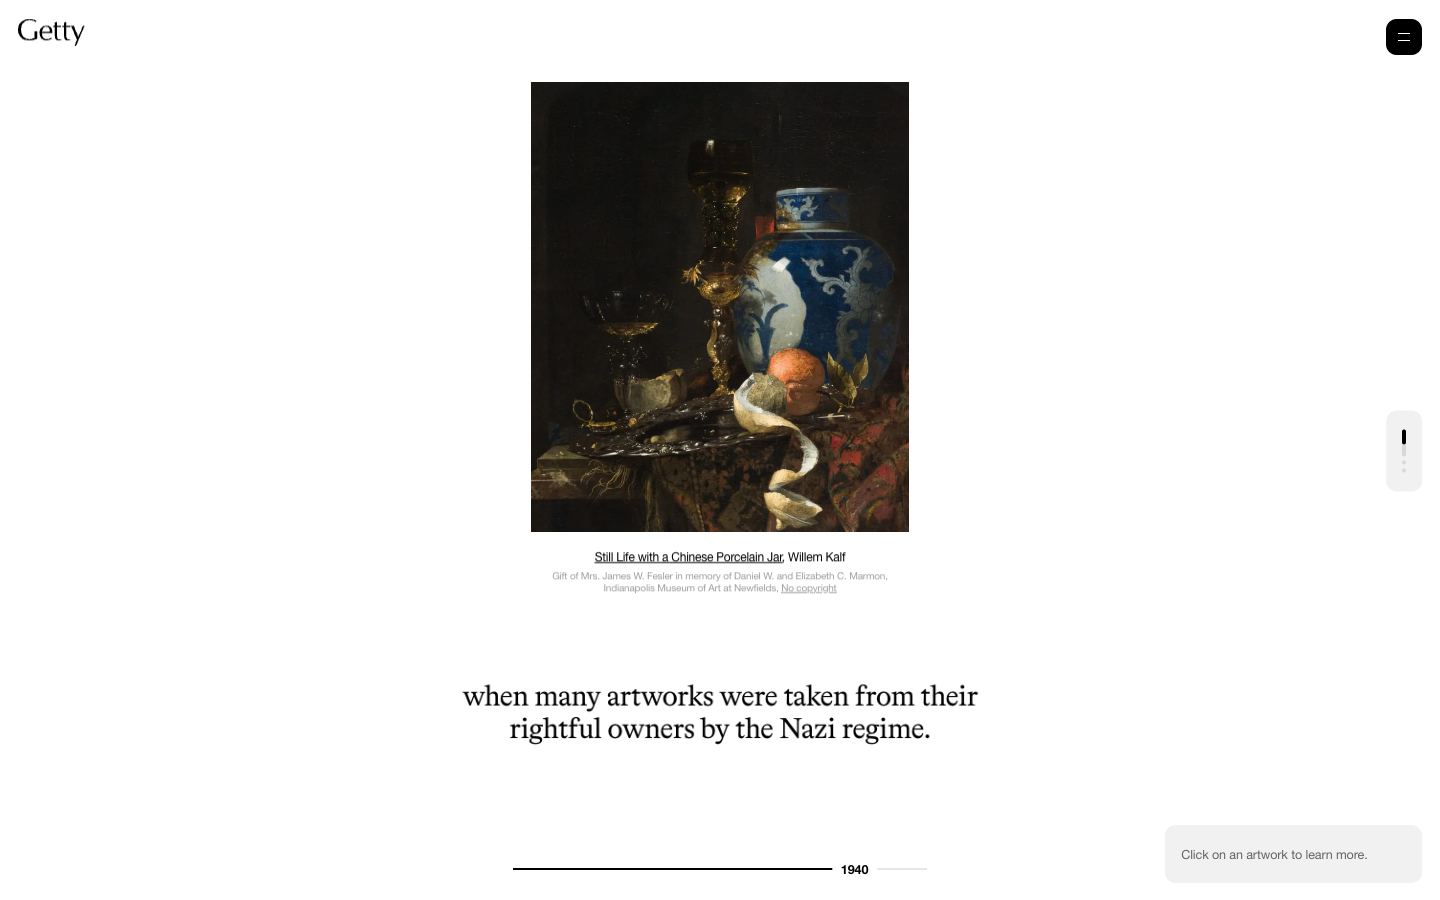 Getty
Still Life with a Chinese Porcelain Jar, Willem Kalf
Gift of Mrs. James W. Fesler in memory of Daniel W. and Elizabeth C. Marmon,
Indianapolis Museum of Art at Newfields, No copyright
when many artworks were taken from their
rightful owners by the Nazi regime.
1940
Click on an artwork to learn more.